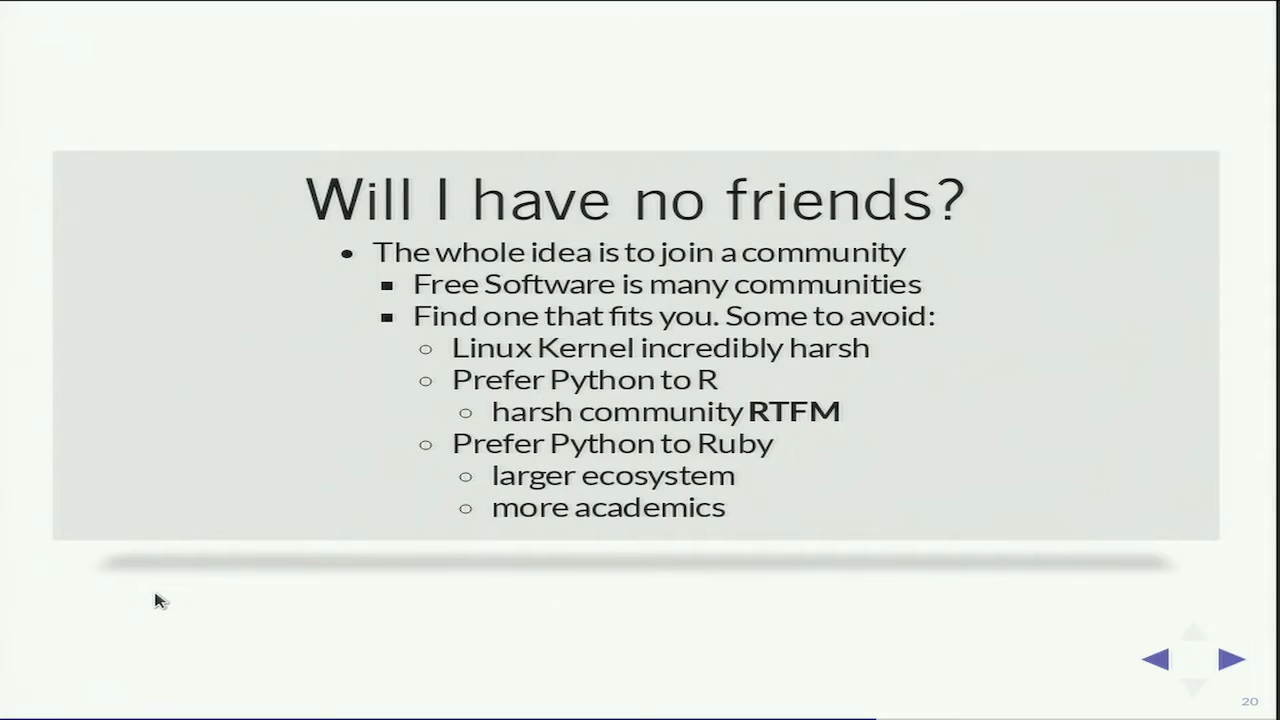 Will I have no friends?
The whole idea is to join a community
Free Software is many communities
Find one that fits you. Some to avoid:
Linux Kernel incredibly harsh
Prefer Python to R
harsh community RTFM
Prefer Python to Ruby
larger ecosystem
more academics
20